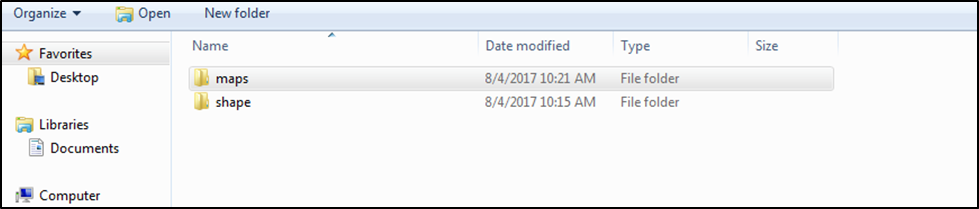 Organize Open New folder
Name Date modified Type Size
Favorites
Desktop
maps 8/4/2017 10:21 AM File folder
shape 8/4/2017 10:15 AM File folder
Libraries
Documents
Computer